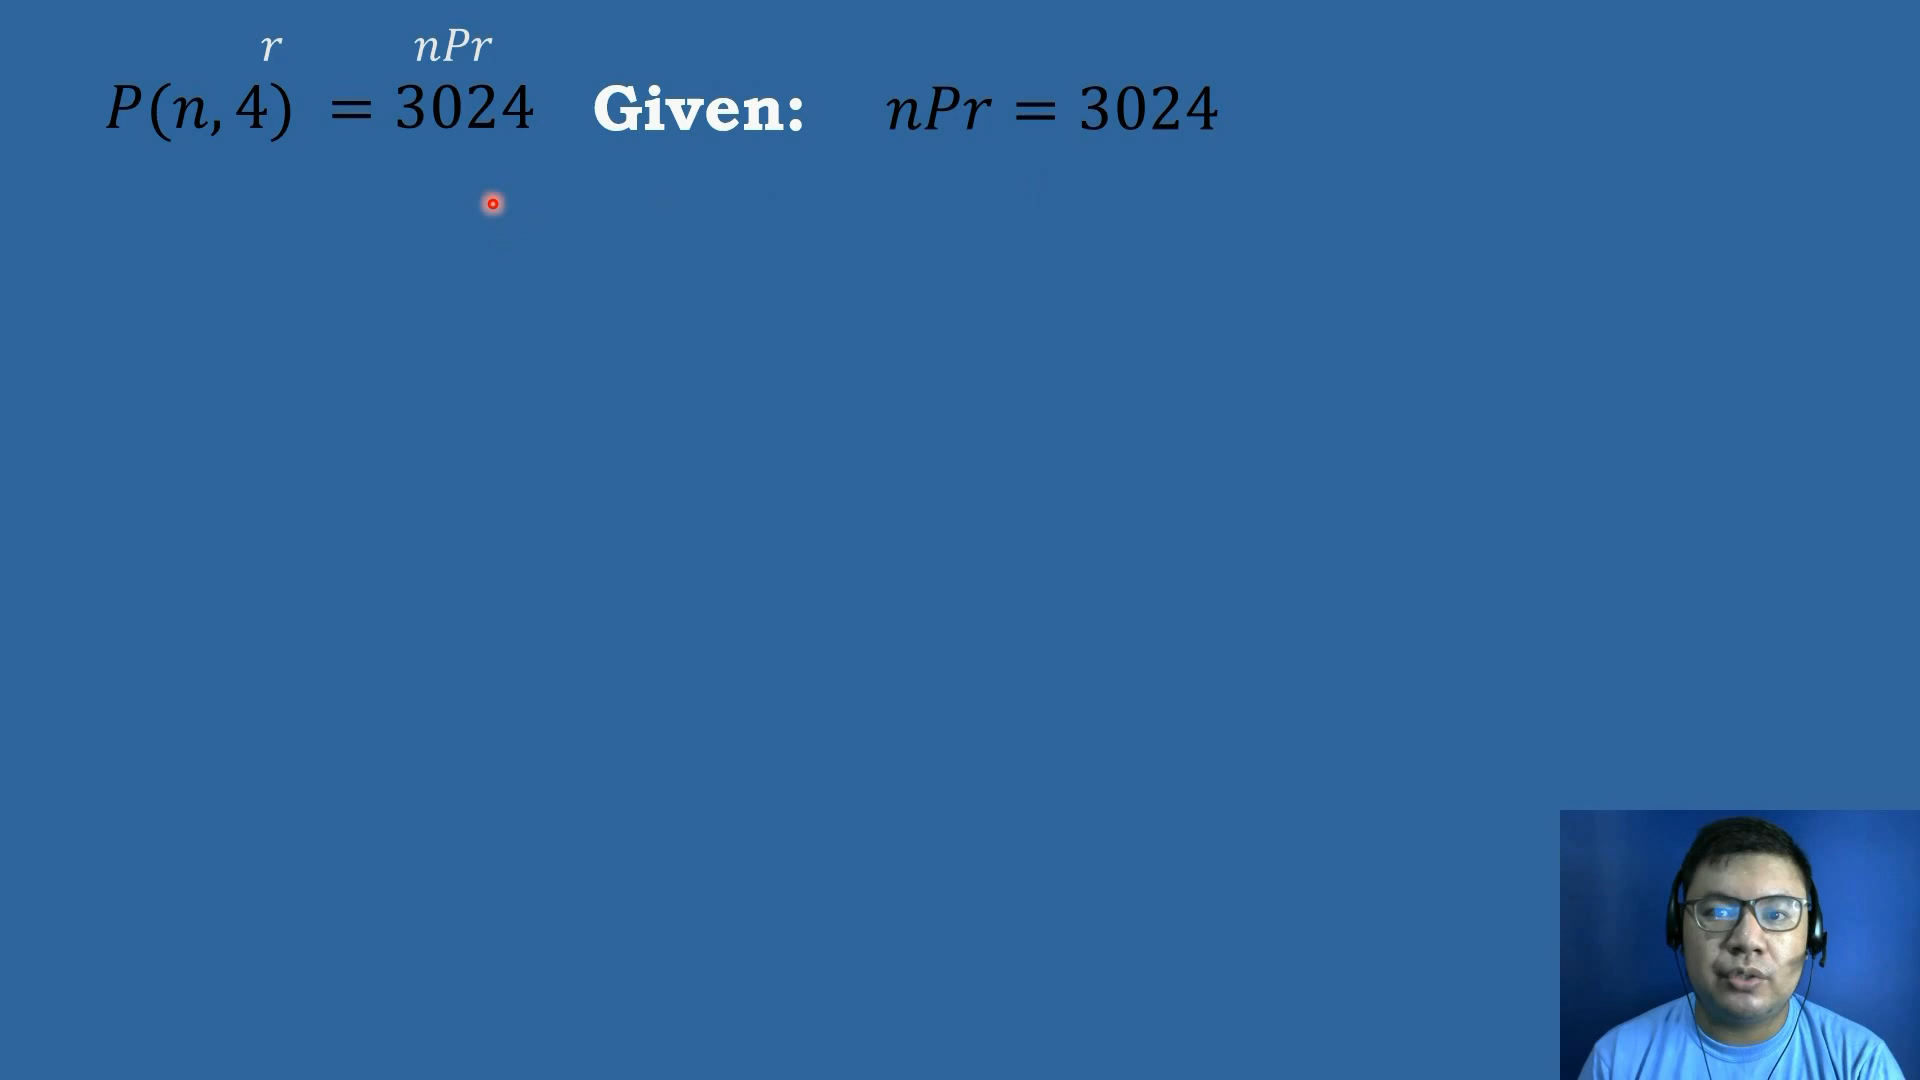 r nPr
P(n, 4) = 3024 Given: nPr = 3024